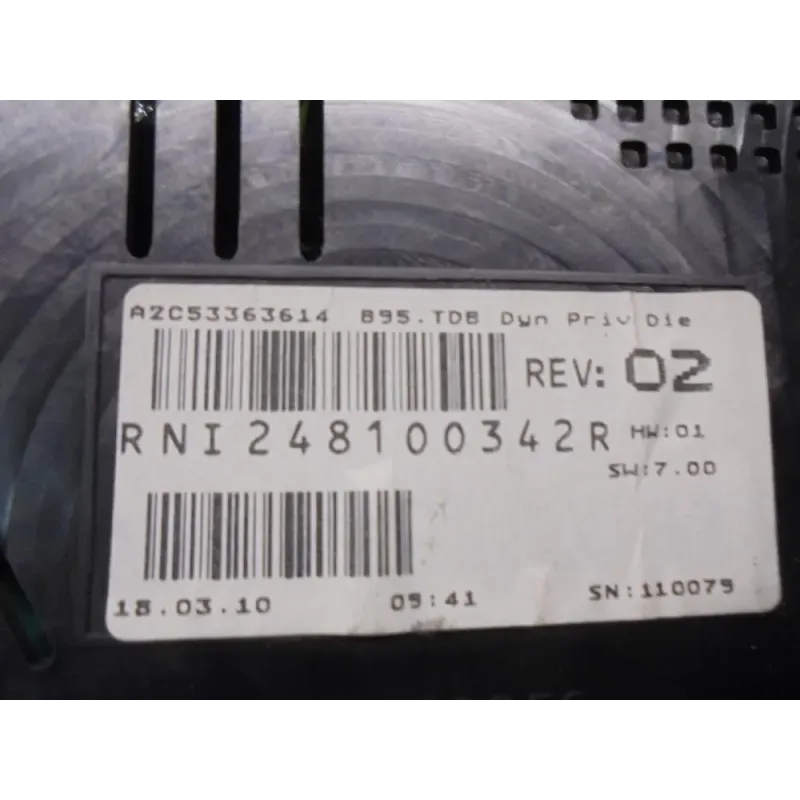 A2C53363614 B95.TDB Dyn Priv Die
REV: 02
RNI 248100342R HW:01
SW:7.00
18.03.10 09:41 SN:110079